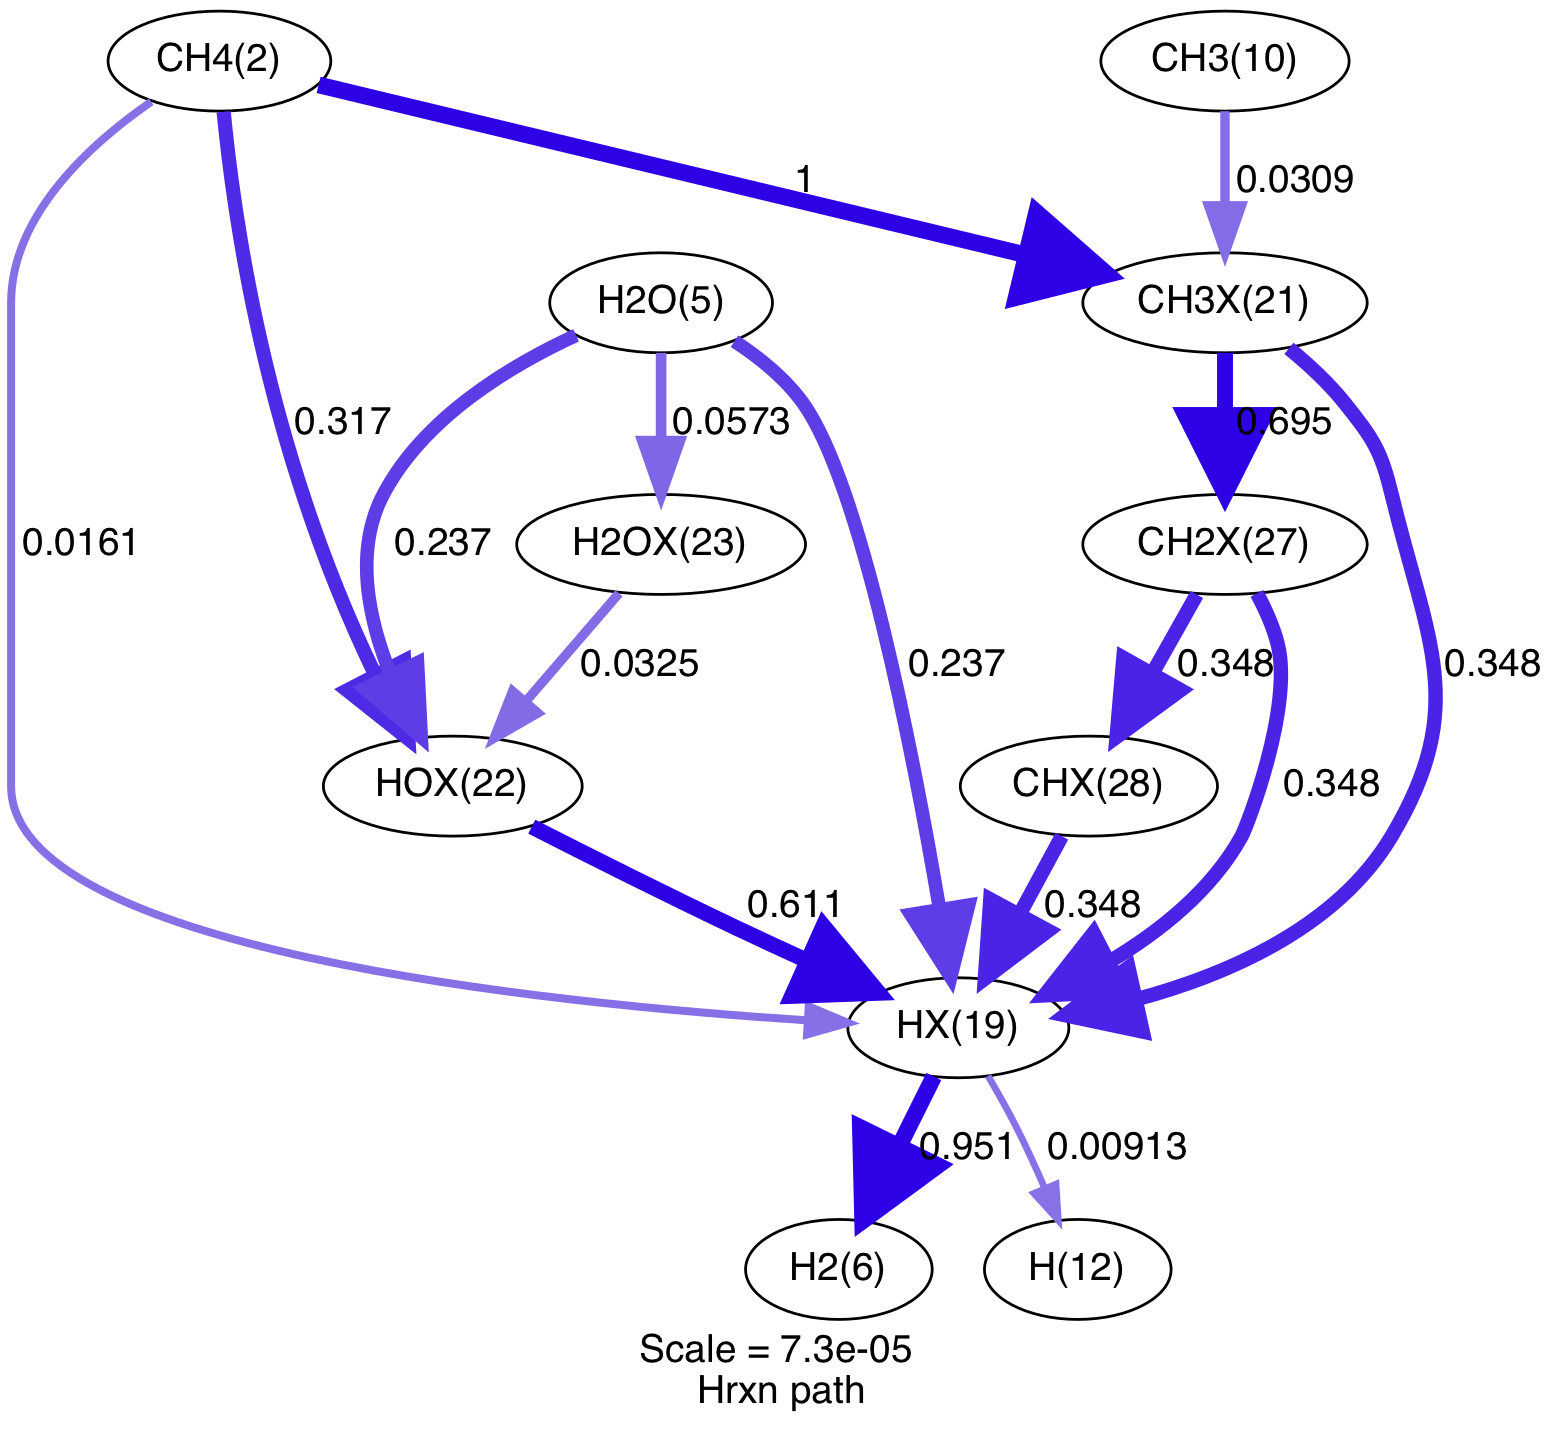 CH4(2)
CH3(10)
1
0.0309
H2O(5)
CH3X(21)
0.317
0.0573
0.695
0.0161
0.237
H2OX(23)
CH2X(27)
0.0325
0.237
0.348
0.348
HOX(22)
CHX(28)
0.348
0.611
0.348
HX(19)
0.951
0.00913
H2(6)
H(12)
Scale = 7.3e-05
Hrxn path